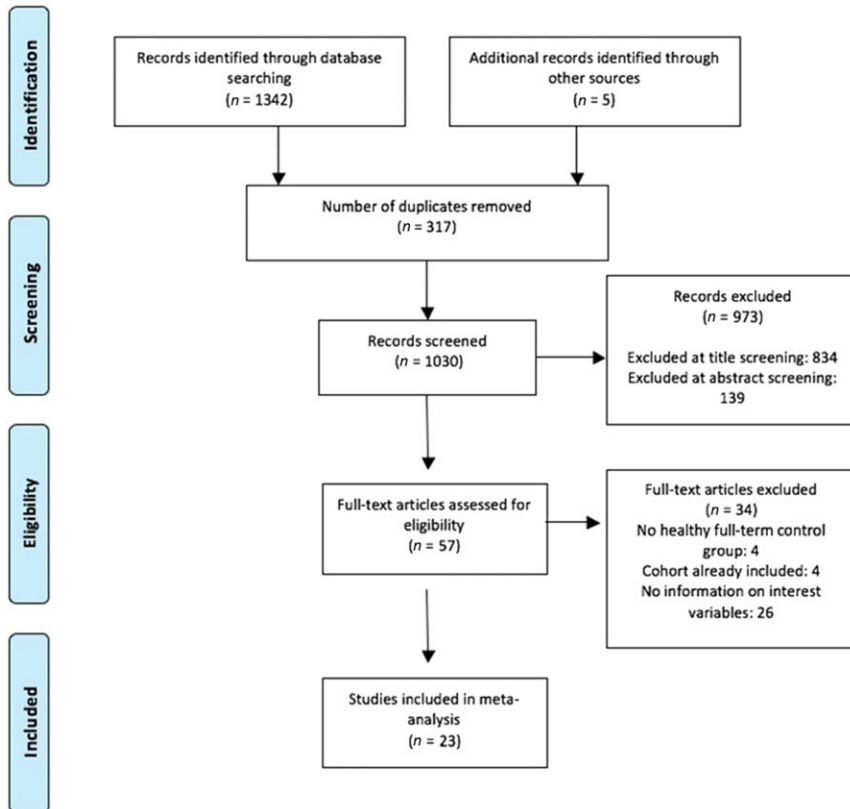 Identification
Records identified through database
searching
(n = 1342)
Additional records identified through
other sources
(n = 5)
Number of duplicates removed
(n = 317)
Screening
Records screened
(n = 1030)
Records excluded
(n = 973)
Excluded at title screening: 834
Excluded at abstract screening:
139
Eligibility
Full-text articles assessed for
eligibility
(n = 57)
Full-text articles excluded
(n = 34)
No healthy full-term control
group: 4
Cohort already included: 4
No information on interest
variables: 26
Included
Studies included in meta-
analysis
(n = 23)